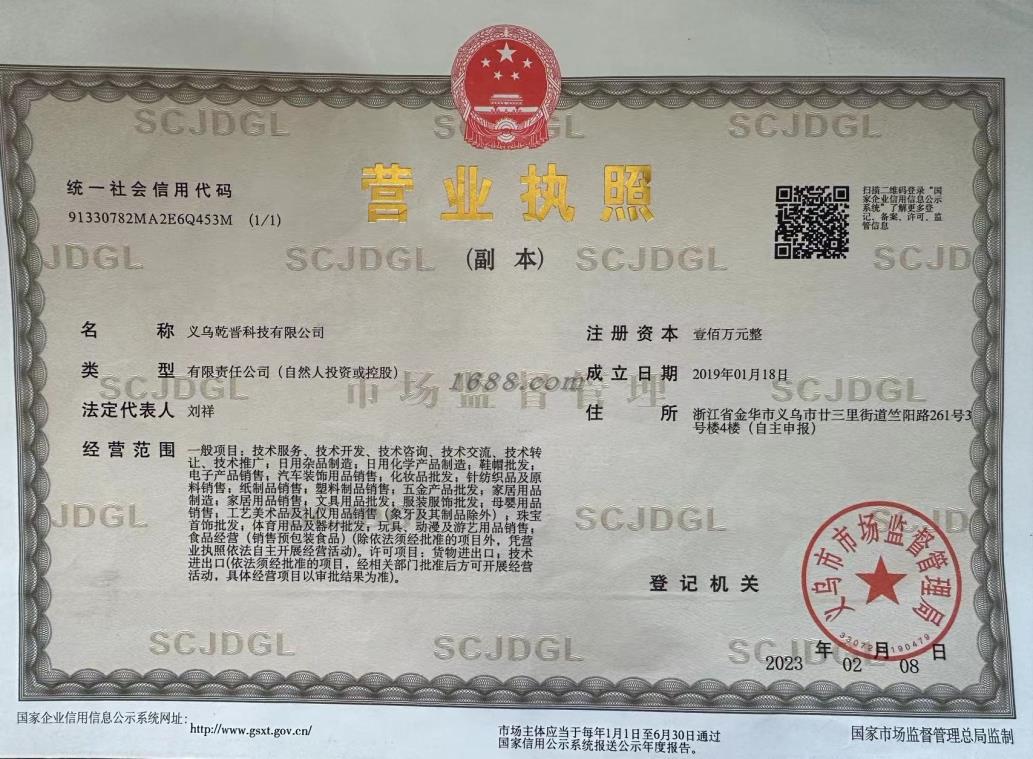 SCJDGL SCJDGL SCJDGL
营业执照
(副 本)
统一社会信用代码
91330782MA2E6Q453M (1/1)
扫描二维码登录“国
家企业信用信息公示
系统”了解更多登
记、备案、许可、监
管信息
JDGL SCJDGL SCJDGL SCJD
名称 义乌乾晋科技有限公司
类型 有限责任公司（自然人投资或控股）
法定代表人 刘祥
经营范围 一般项目：技术服务、技术开发、技术咨询、技术交流、技术转
让、技术推广；日用杂品制造；日用化学产品制造；鞋帽批发；
电子产品销售；汽车装饰用品销售；化妆品批发；针纺织品及原
料销售；纸制品销售；塑料制品销售；五金产品批发；家居用品
制造；家居用品销售；文具用品批发；服装服饰批发；母婴用品
销售；工艺美术品及礼仪用品销售（象牙及其制品除外）；珠宝
首饰批发；体育用品及器材批发；玩具、动漫及游艺用品销售；
食品经营（销售预包装食品）(除依法须经批准的项目外，凭营
业执照依法自主开展经营活动)。许可项目：货物进出口；技术
进出口(依法须经批准的项目，经相关部门批准后方可开展经营
活动，具体经营项目以审批结果为准)。
注册资本 壹佰万元整
成立日期 2019年01月18日
住所 浙江省金华市义乌市廿三里街道竺阳路261号3
号楼4楼（自主申报）
SCJDGL 市场监督管理 SCJDGL
1688.com
JDGL SCJDGL
登记机关
义乌市市场监督管理局
2023年02月08日
SCJDGL SCJDGL SCJDGL
国家企业信用信息公示系统网址：
http://www.gsxt.gov.cn/
市场主体应当于每年1月1日至6月30日通过
国家信用公示系统报送公示年度报告。
国家市场监督管理总局监制